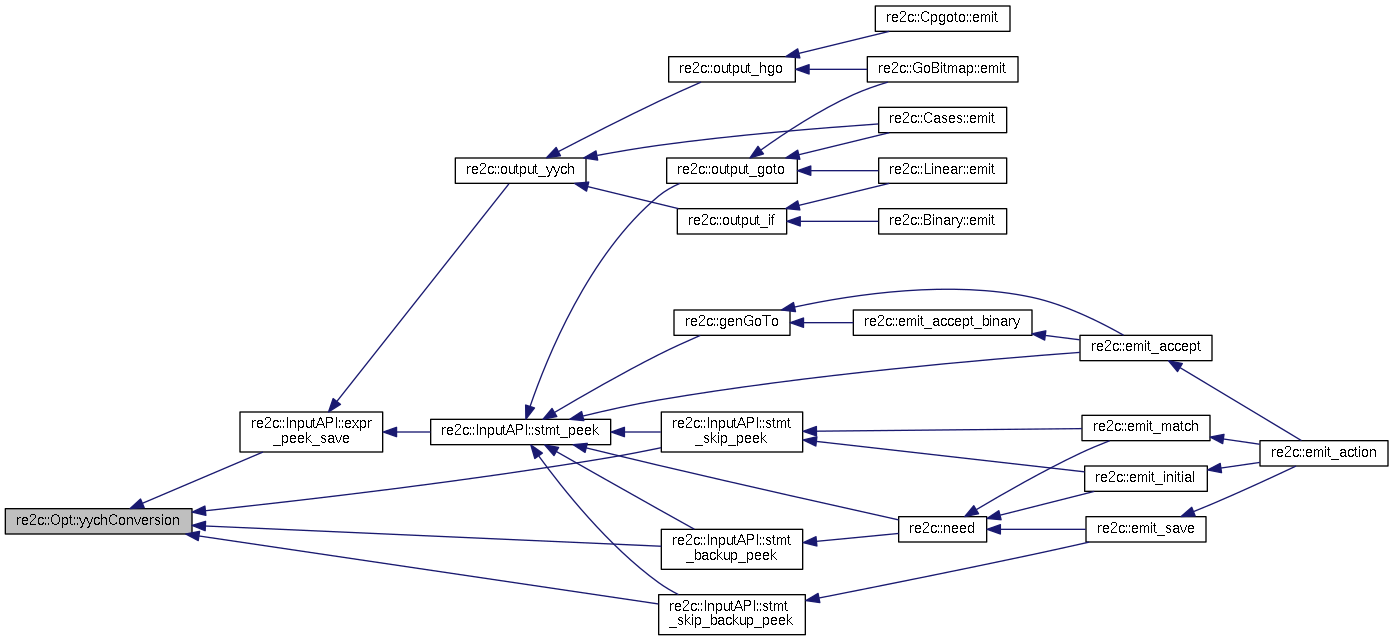 re2c::Cpgoto::emit
re2c::output_hgo
re2c::GoBitmap::emit
re2c::Cases::emit
re2c::output_yych
re2c::output_goto
re2c::Linear::emit
re2c::output_if
re2c::Binary::emit
re2c::genGoTo
re2c::emit_accept_binary
re2c::emit_accept
re2c::InputAPI::expr
_peek_save
re2c::InputAPI::stmt_peek
re2c::InputAPI::stmt
_skip_peek
re2c::emit_match
re2c::emit_action
re2c::emit_initial
re2c::Opt::yychConversion
re2c::need
re2c::emit_save
re2c::InputAPI::stmt
_backup_peek
re2c::InputAPI::stmt
_skip_backup_peek